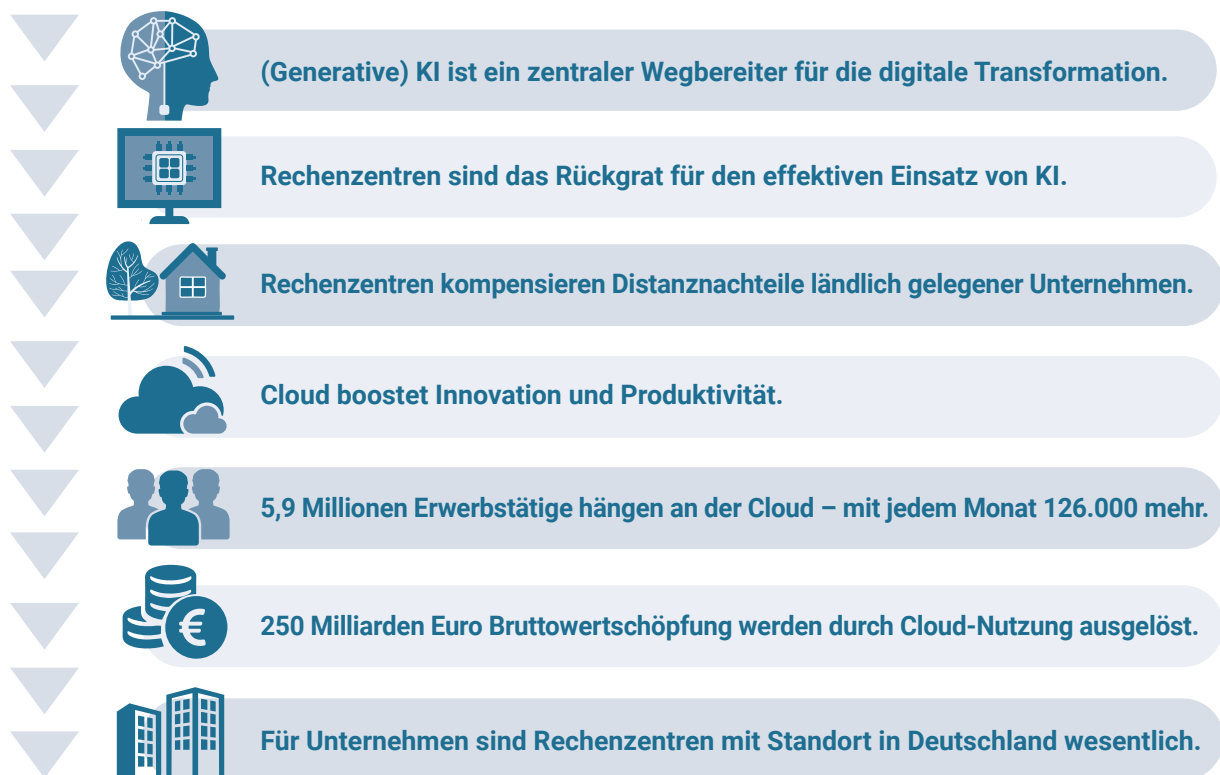 (Generative) KI ist ein zentraler Wegbereiter für die digitale Transformation.
Rechenzentren sind das Rückgrat für den effektiven Einsatz von KI.
Rechenzentren kompensieren Distanznachteile ländlich gelegener Unternehmen.
Cloud boostet Innovation und Produktivität.
5,9 Millionen Erwerbstätige hängen an der Cloud – mit jedem Monat 126.000 mehr.
€
250 Milliarden Euro Bruttowertschöpfung werden durch Cloud-Nutzung ausgelöst.
Für Unternehmen sind Rechenzentren mit Standort in Deutschland wesentlich.